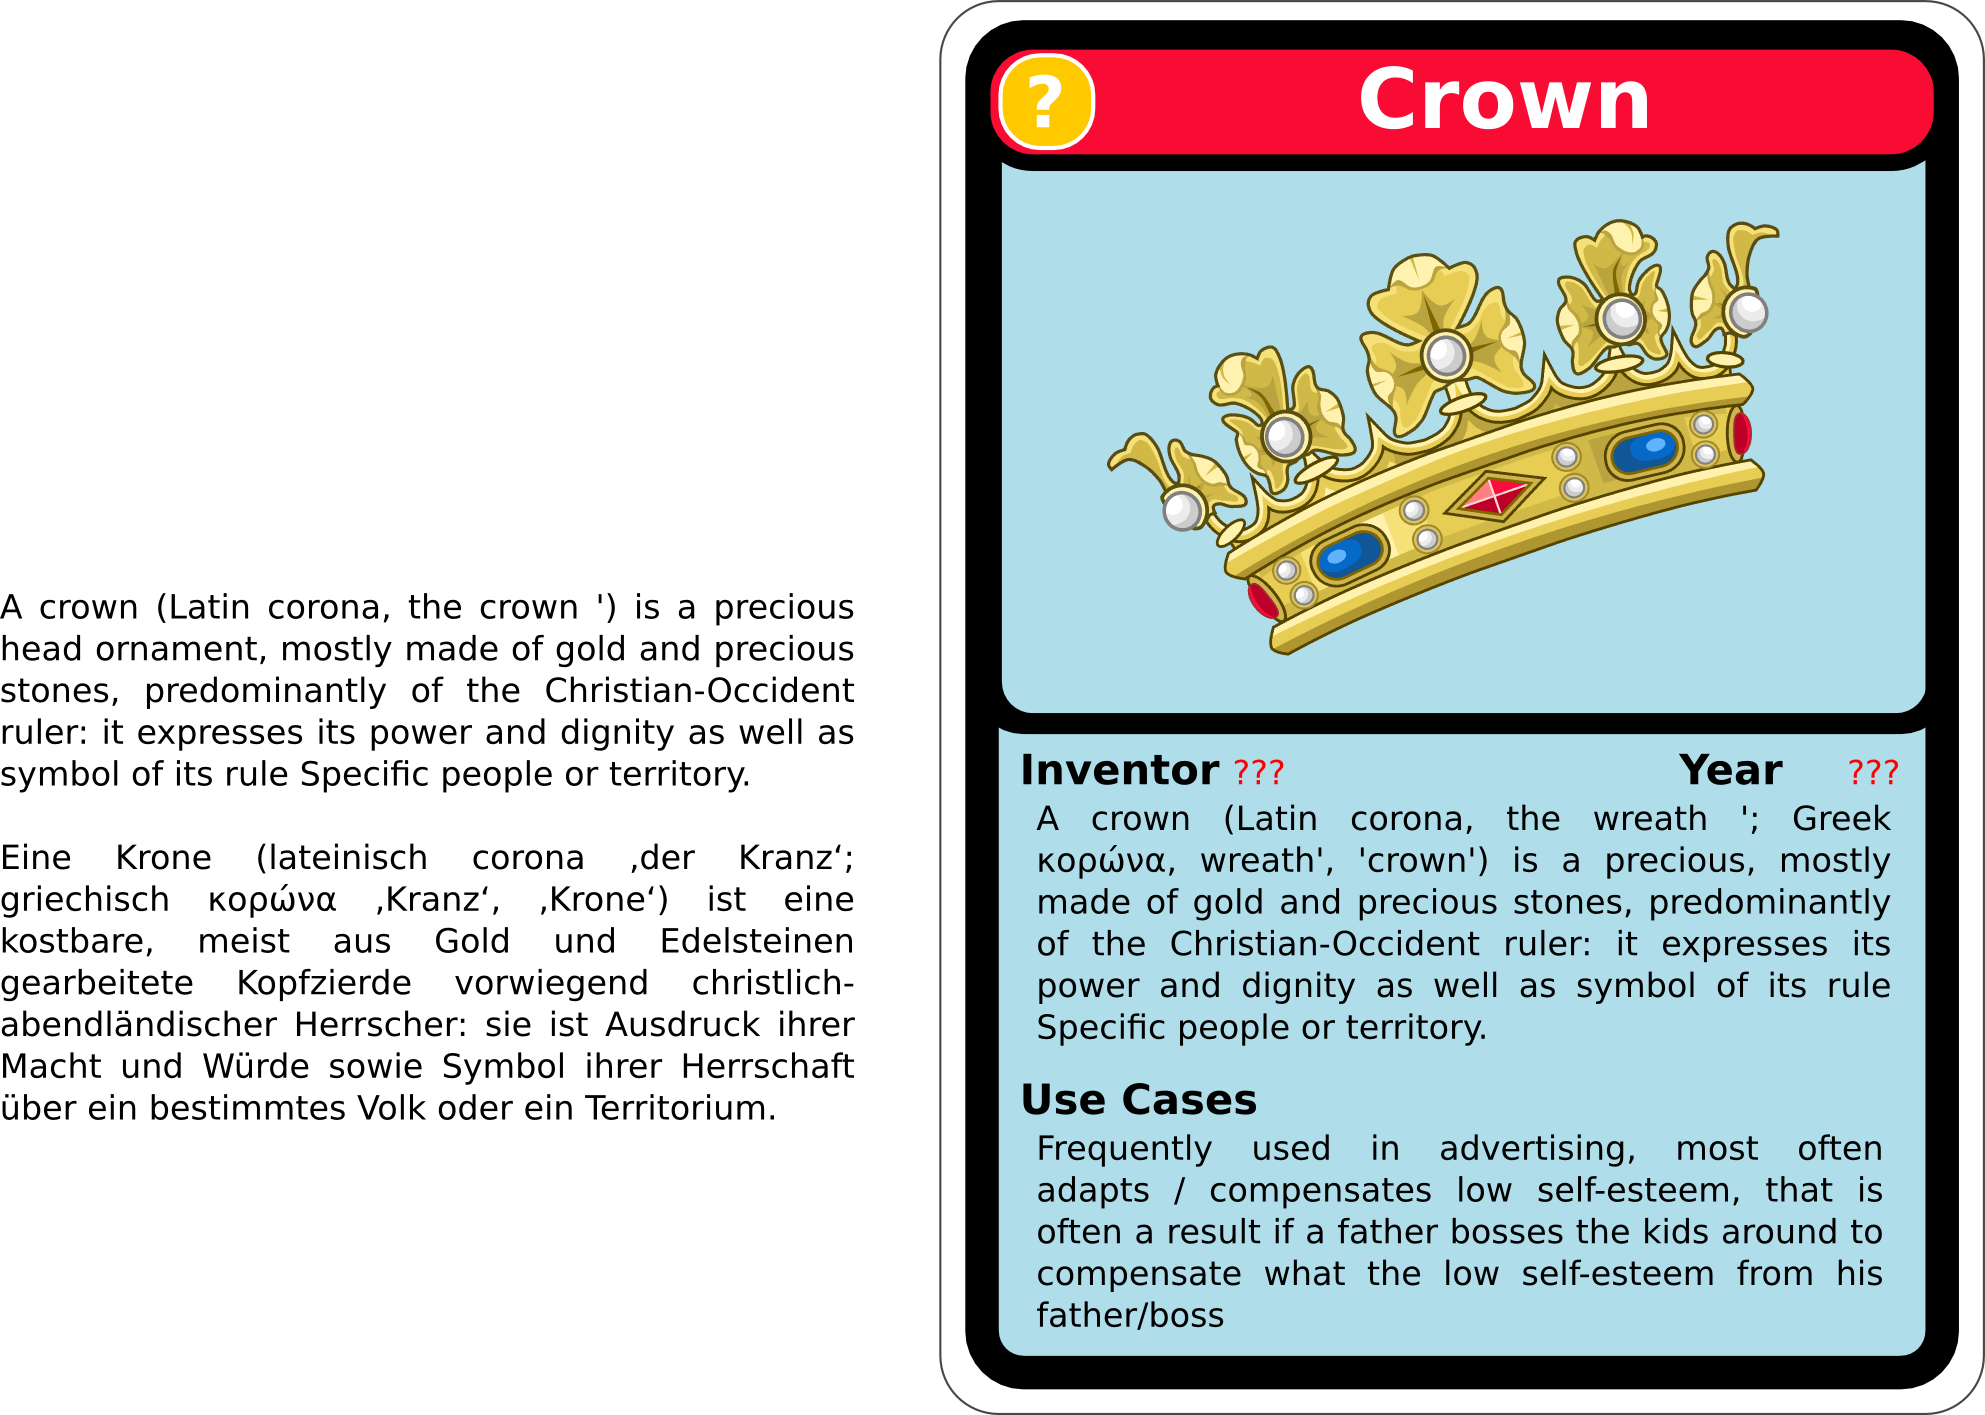 A crown (Latin corona, the crown ') is a precious
head ornament, mostly made of gold and precious
stones, predominantly of the Christian-Occident
ruler: it expresses its power and dignity as well as
symbol of its rule Specific people or territory.
Eine Krone (lateinisch corona ‚der Kranz‘;
griechisch κορώνα ‚Kranz‘, ‚Krone‘) ist eine
kostbare, meist aus Gold und Edelsteinen
gearbeitete Kopfzierde vorwiegend christlich-
abendländischer Herrscher: sie ist Ausdruck ihrer
Macht und Würde sowie Symbol ihrer Herrschaft
über ein bestimmtes Volk oder ein Territorium.
? Crown
Inventor ??? Year ???
A crown (Latin corona, the wreath '; Greek
κορώνα, wreath', 'crown') is a precious, mostly
made of gold and precious stones, predominantly
of the Christian-Occident ruler: it expresses its
power and dignity as well as symbol of its rule
Specific people or territory.
Use Cases
Frequently used in advertising, most often
adapts / compensates low self-esteem, that is
often a result if a father bosses the kids around to
compensate what the low self-esteem from his
father/boss